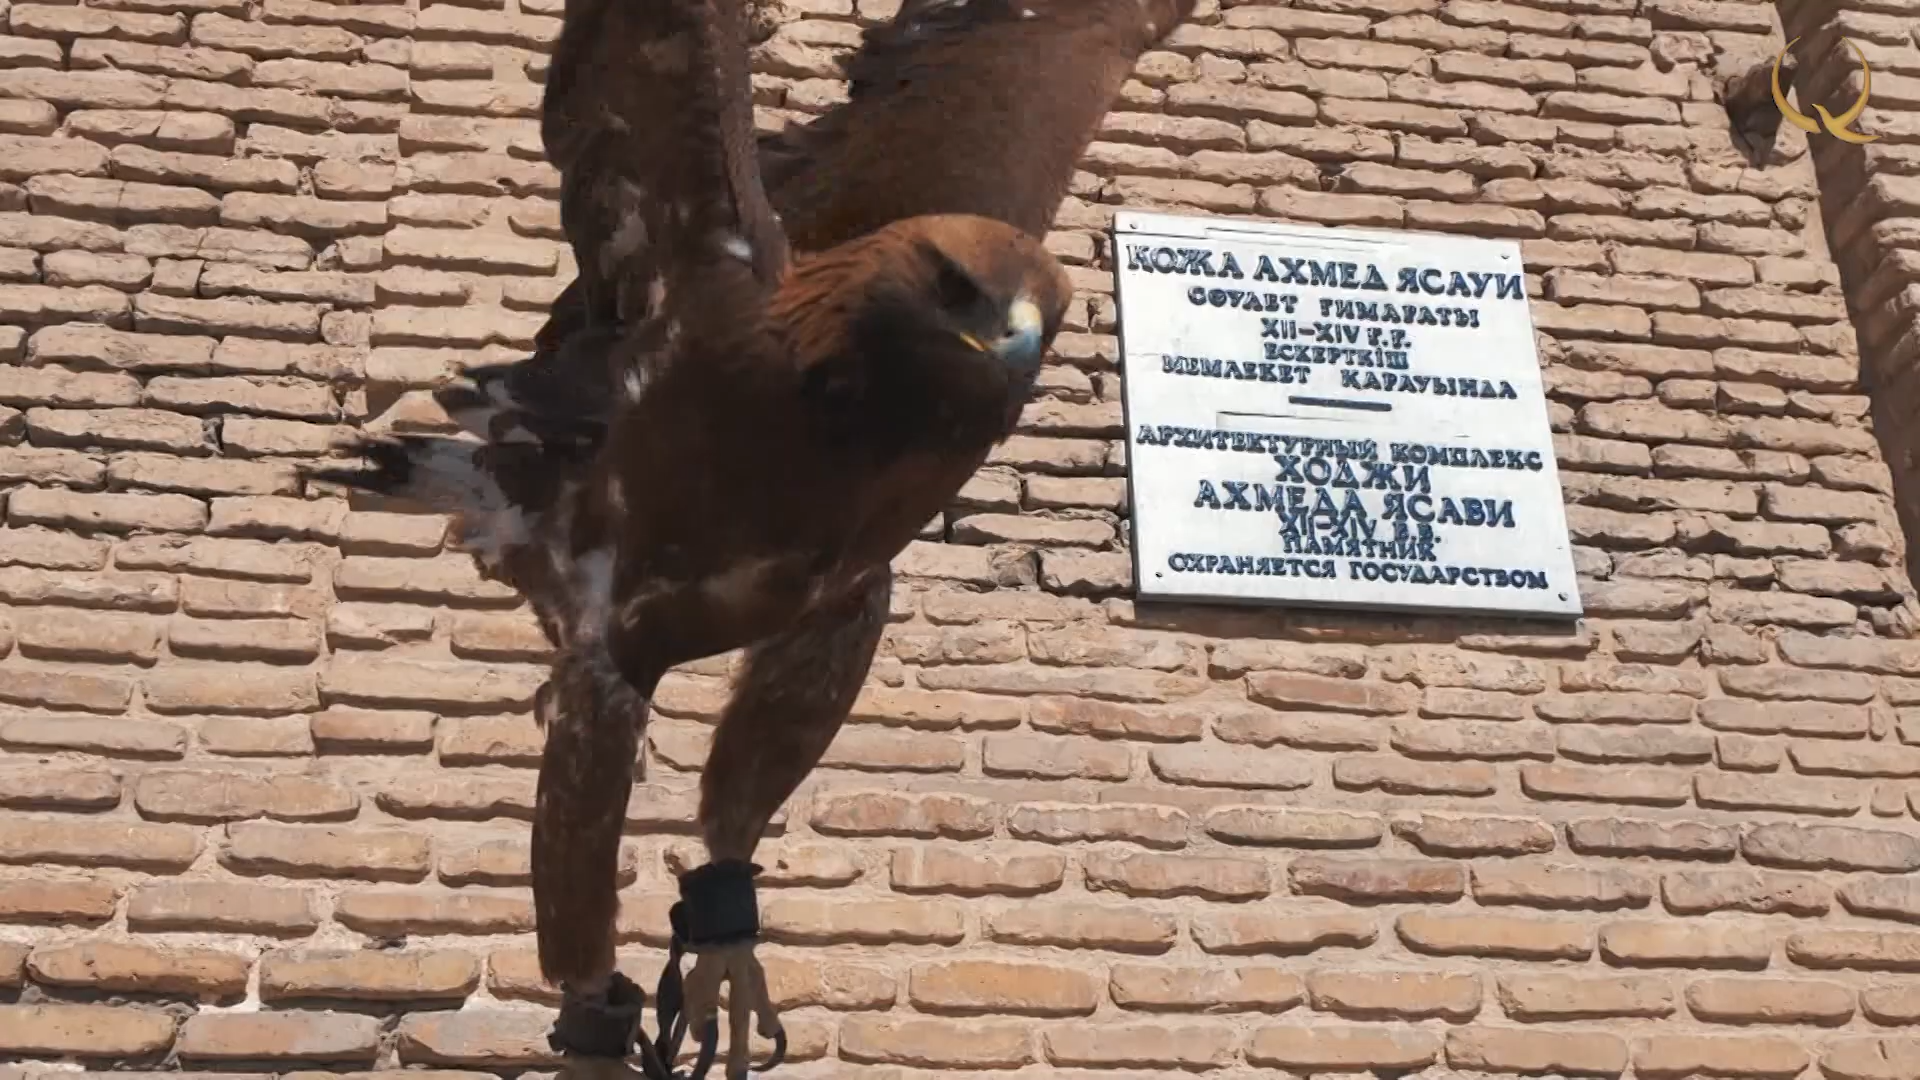 КОЖА АХМЕД ЯСАУИ
СӘУЛЕТ ҒИМАРАТЫ
XII–XIV Ғ.Ғ.
ЕСКЕРТКІШ
МЕМЛЕКЕТ ҚАРАУЫНДА
АРХИТЕКТУРНЫЙ КОМПЛЕКС
ХОДЖИ
АХМЕДА ЯСАВИ
XII–XIV В.В.
ПАМЯТНИК
ОХРАНЯЕТСЯ ГОСУДАРСТВОМ